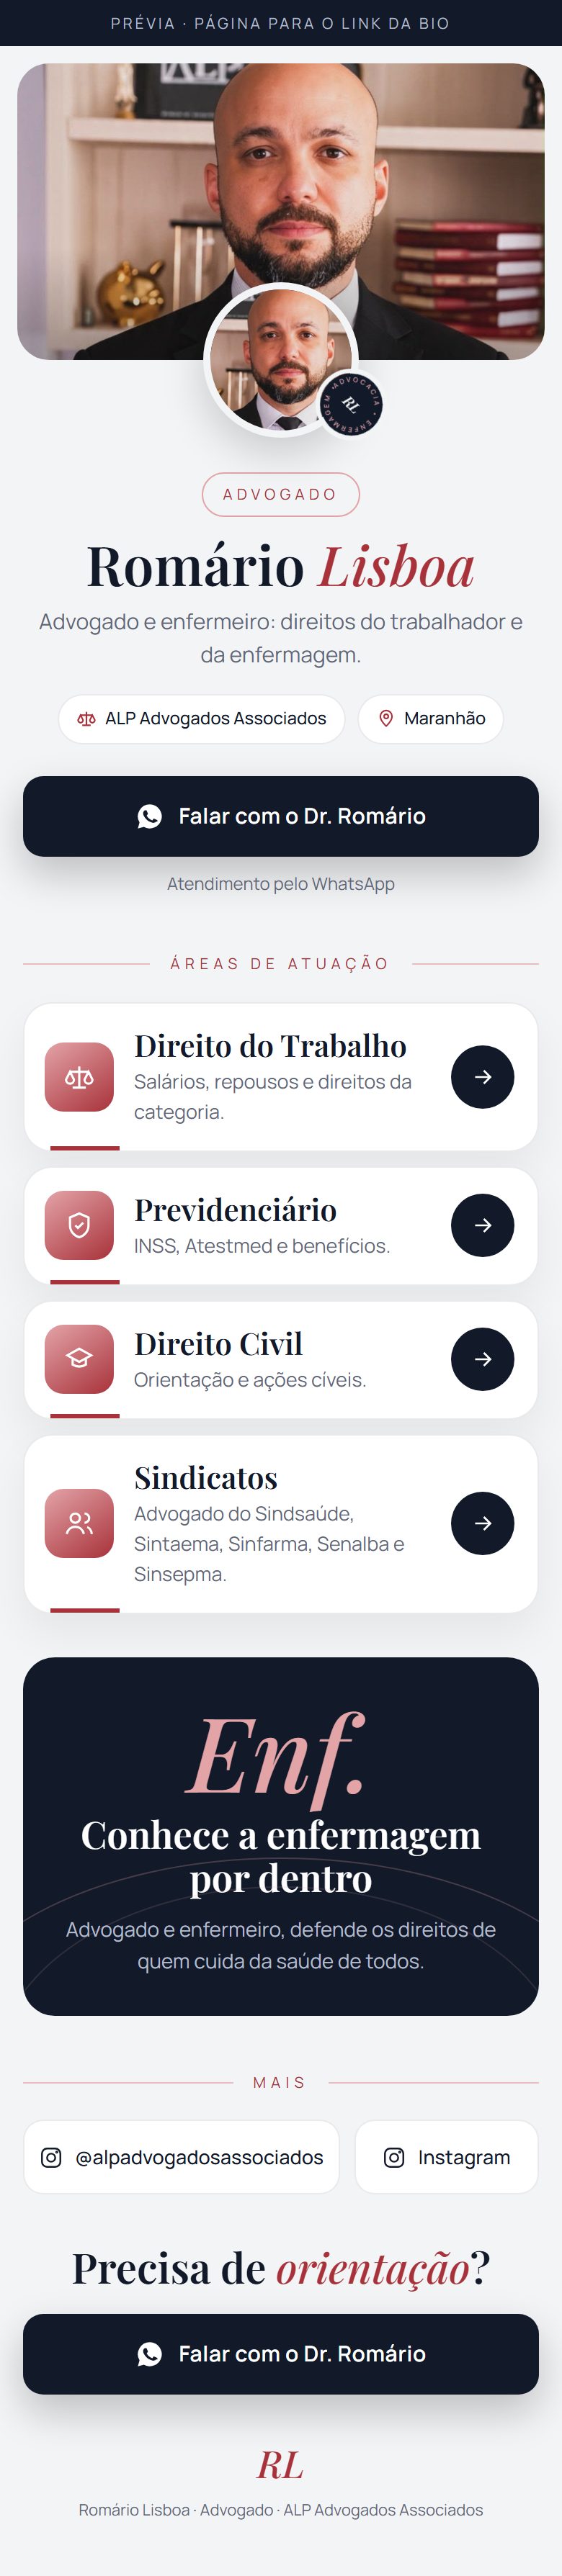 PRÉVIA · PÁGINA PARA O LINK DA BIO
ALP
ADVOCACIA • ENFERMAGEM •
RL
ADVOGADO
Romário Lisboa
Advogado e enfermeiro: direitos do trabalhador e
da enfermagem.
ALP Advogados Associados
Maranhão
Falar com o Dr. Romário
Atendimento pelo WhatsApp
ÁREAS DE ATUAÇÃO
Direito do Trabalho
Salários, repousos e direitos da
categoria.
Previdenciário
INSS, Atestmed e benefícios.
Direito Civil
Orientação e ações cíveis.
Sindicatos
Advogado do Sindsaúde,
Sintaema, Sinfarma, Senalba e
Sinsepma.
Enf.
Conhece a enfermagem
por dentro
Advogado e enfermeiro, defende os direitos de
quem cuida da saúde de todos.
MAIS
@alpadvogadosassociados
Instagram
Precisa de orientação?
Falar com o Dr. Romário
RL
Romário Lisboa · Advogado · ALP Advogados Associados